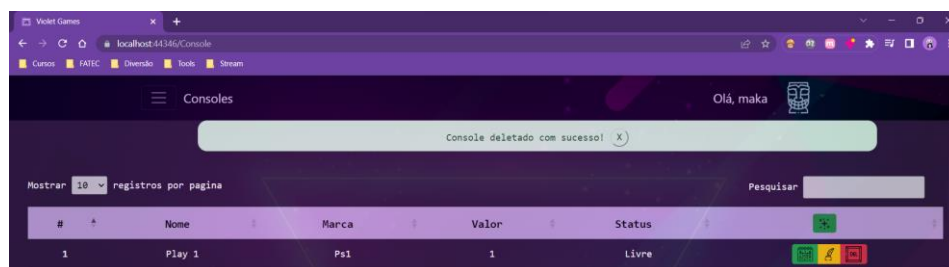 Violet Games
localhost:44346/Console
Cursos FATEC Diversão Tools Stream
Consoles Olá, maka
Console deletado com sucesso! X
Mostrar 10 registros por pagina Pesquisar
# Nome Marca Valor Status
1 Play 1 Ps1 1 Livre